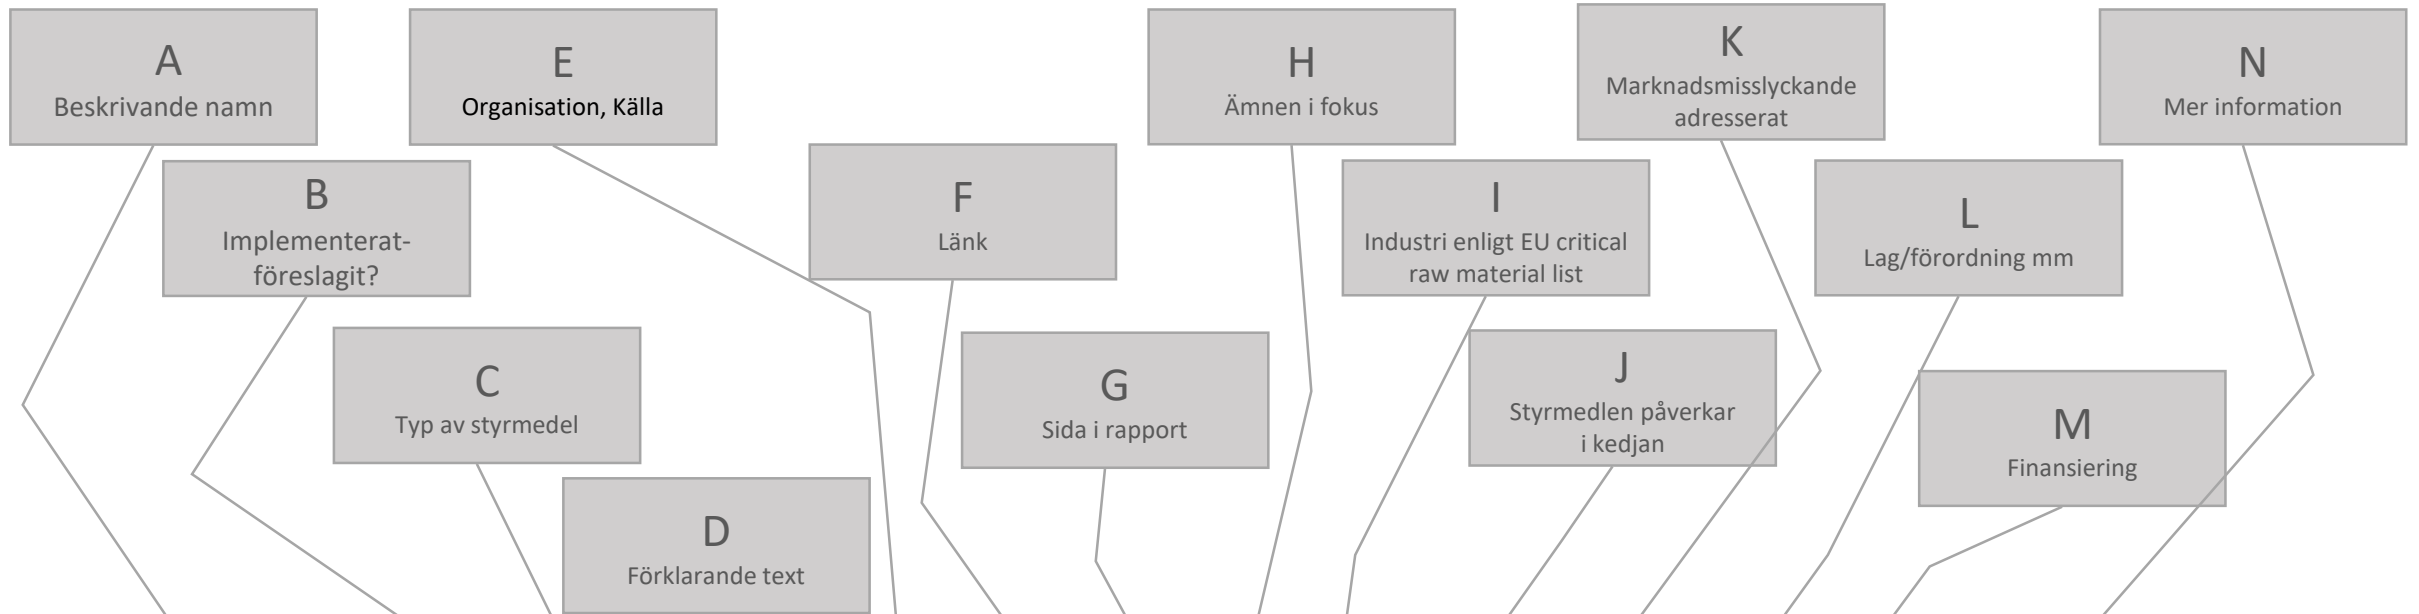 A
Beskrivande namn
B
Implementerat-
föreslagit?
C
Typ av styrmedel
D
Förklarande text
E
Organisation, Källa
F
Länk
G
Sida i rapport
H
Ämnen i fokus
I
Industri enligt EU critical
raw material list
J
Styrmedlen påverkar
i kedjan
K
Marknadsmisslyckande
adresserat
L
Lag/förordning mm
M
Finansiering
N
Mer information